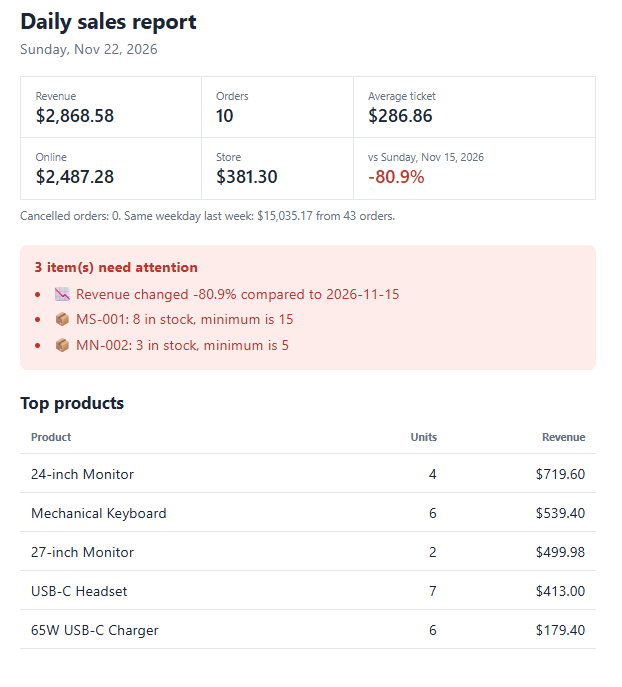 Daily sales report
Sunday, Nov 22, 2026
Revenue Orders Average ticket
$2,868.58 10 $286.86
Online Store vs Sunday, Nov 15, 2026
$2,487.28 $381.30 -80.9%
Cancelled orders: 0. Same weekday last week: $15,035.17 from 43 orders.
3 item(s) need attention
Revenue changed -80.9% compared to 2026-11-15
MS-001: 8 in stock, minimum is 15
MN-002: 3 in stock, minimum is 5
Top products
Product Units Revenue
24-inch Monitor 4 $719.60
Mechanical Keyboard 6 $539.40
27-inch Monitor 2 $499.98
USB-C Headset 7 $413.00
65W USB-C Charger 6 $179.40